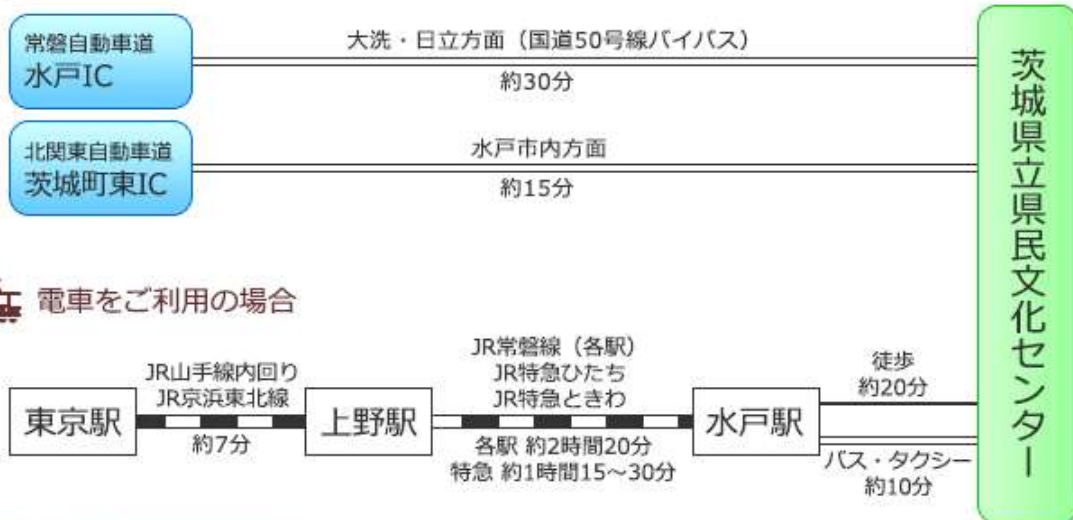 常磐自動車道
水戸IC
大洗・日立方面（国道50号線バイパス）
約30分
北関東自動車道
茨城町東IC
水戸市内方面
約15分
茨城県立県民文化センター
電車をご利用の場合
東京駅
JR山手線内回り
JR京浜東北線
約7分
上野駅
JR常磐線（各駅）
JR特急ひたち
JR特急ときわ
各駅 約2時間20分
特急 約1時間15～30分
水戸駅
徒歩
約20分
バス・タクシー
約10分